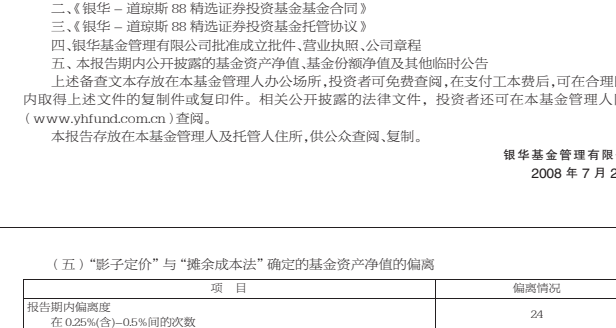 二、《银华－道琼斯 88 精选证券投资基金基金合同》
三、《银华－道琼斯 88 精选证券投资基金托管协议》
四、银华基金管理有限公司批准成立批件、营业执照、公司章程
五、本报告期内公开披露的基金资产净值、基金份额净值及其他临时公告
上述备查文本存放在本基金管理人办公场所，投资者可免费查阅，在支付工本费后，可在合理
内取得上述文件的复制件或复印件。相关公开披露的法律文件，投资者还可在本基金管理人
（www.yhfund.com.cn）查阅。
本报告存放在本基金管理人及托管人住所，供公众查阅、复制。
银华基金管理有限
2008 年 7 月 2
（五）“影子定价”与“摊余成本法”确定的基金资产净值的偏离
项 目 偏离情况
报告期内偏离度
在 0.25%(含)–0.5%间的次数 24